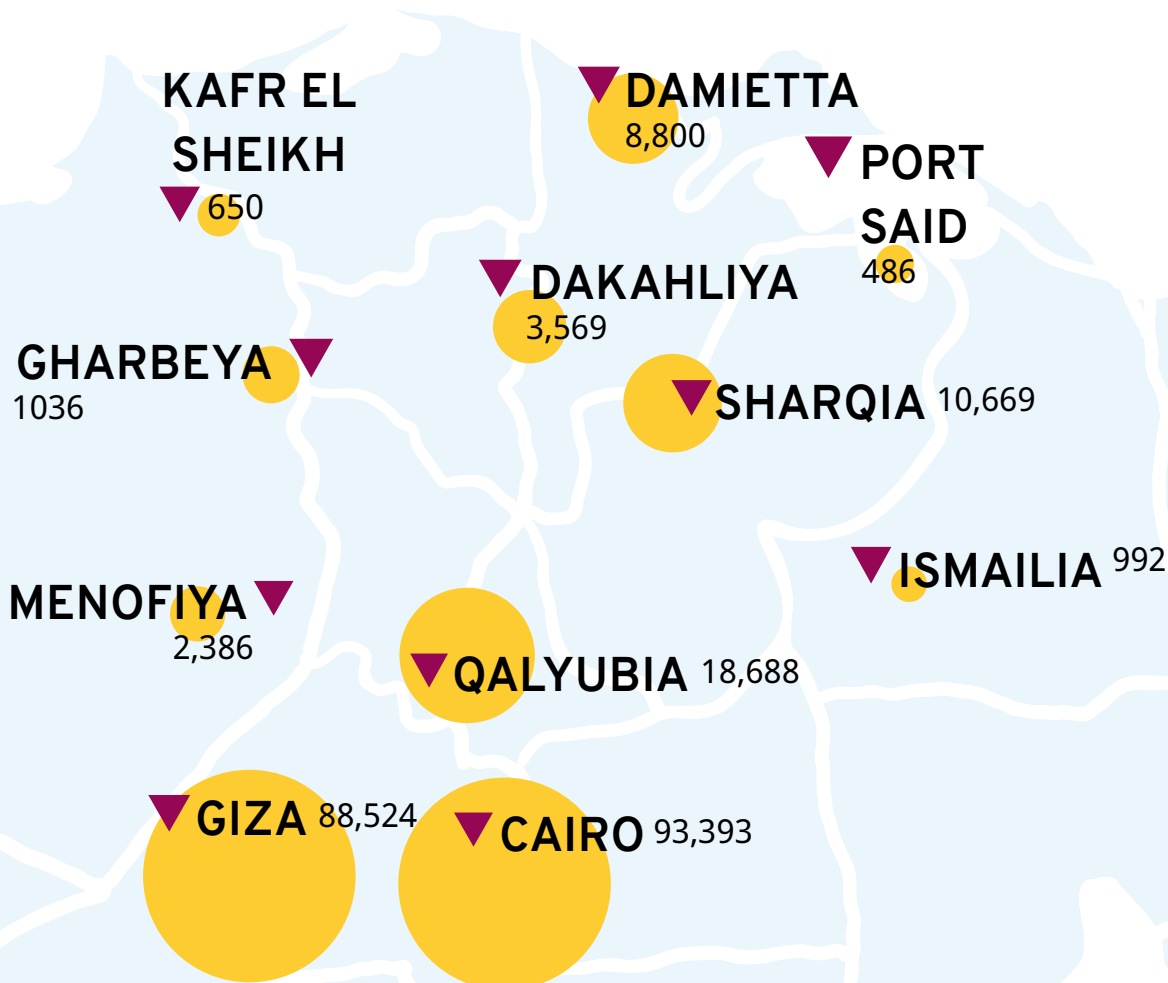 KAFR EL
SHEIKH
650
DAMIETTA
8,800
PORT
SAID
486
DAKAHLIYA
3,569
GHARBEYA
1036
SHARQIA 10,669
ISMAILIA 992
MENOFIYA
2,386
QALYUBIA 18,688
GIZA 88,524
CAIRO 93,393